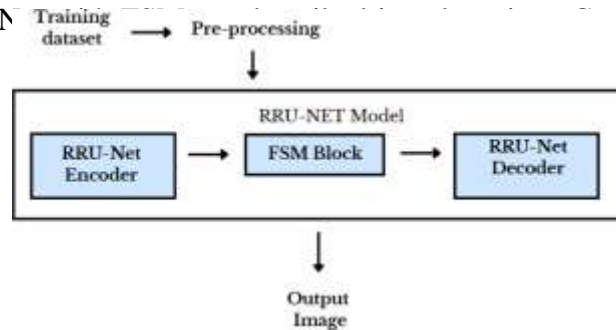 Training
dataset
Pre-processing
RRU-NET Model
RRU-Net
Encoder
FSM Block
RRU-Net
Decoder
Output
Image